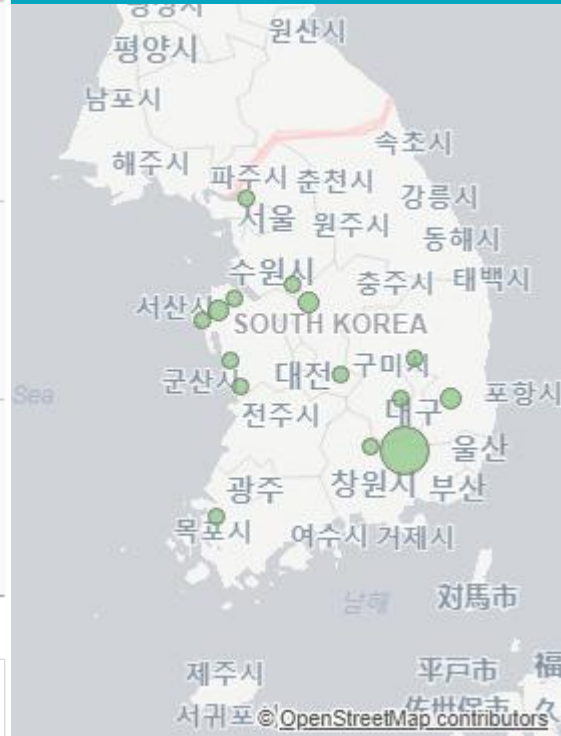 원산시
평양시
남포시
속초시
해주시
파주시
춘천시
강릉시
서울
원주시
동해시
수원시
충주시
태백시
서산시
SOUTH KOREA
군산시
대전
구미시
포항시
Sea
전주시
대구
울산
광주
창원시
부산
목포시
여수시
거제시
남해
対馬市
제주시
平戸市
福
서귀포
佐世保市
久
© OpenStreetMap contributors